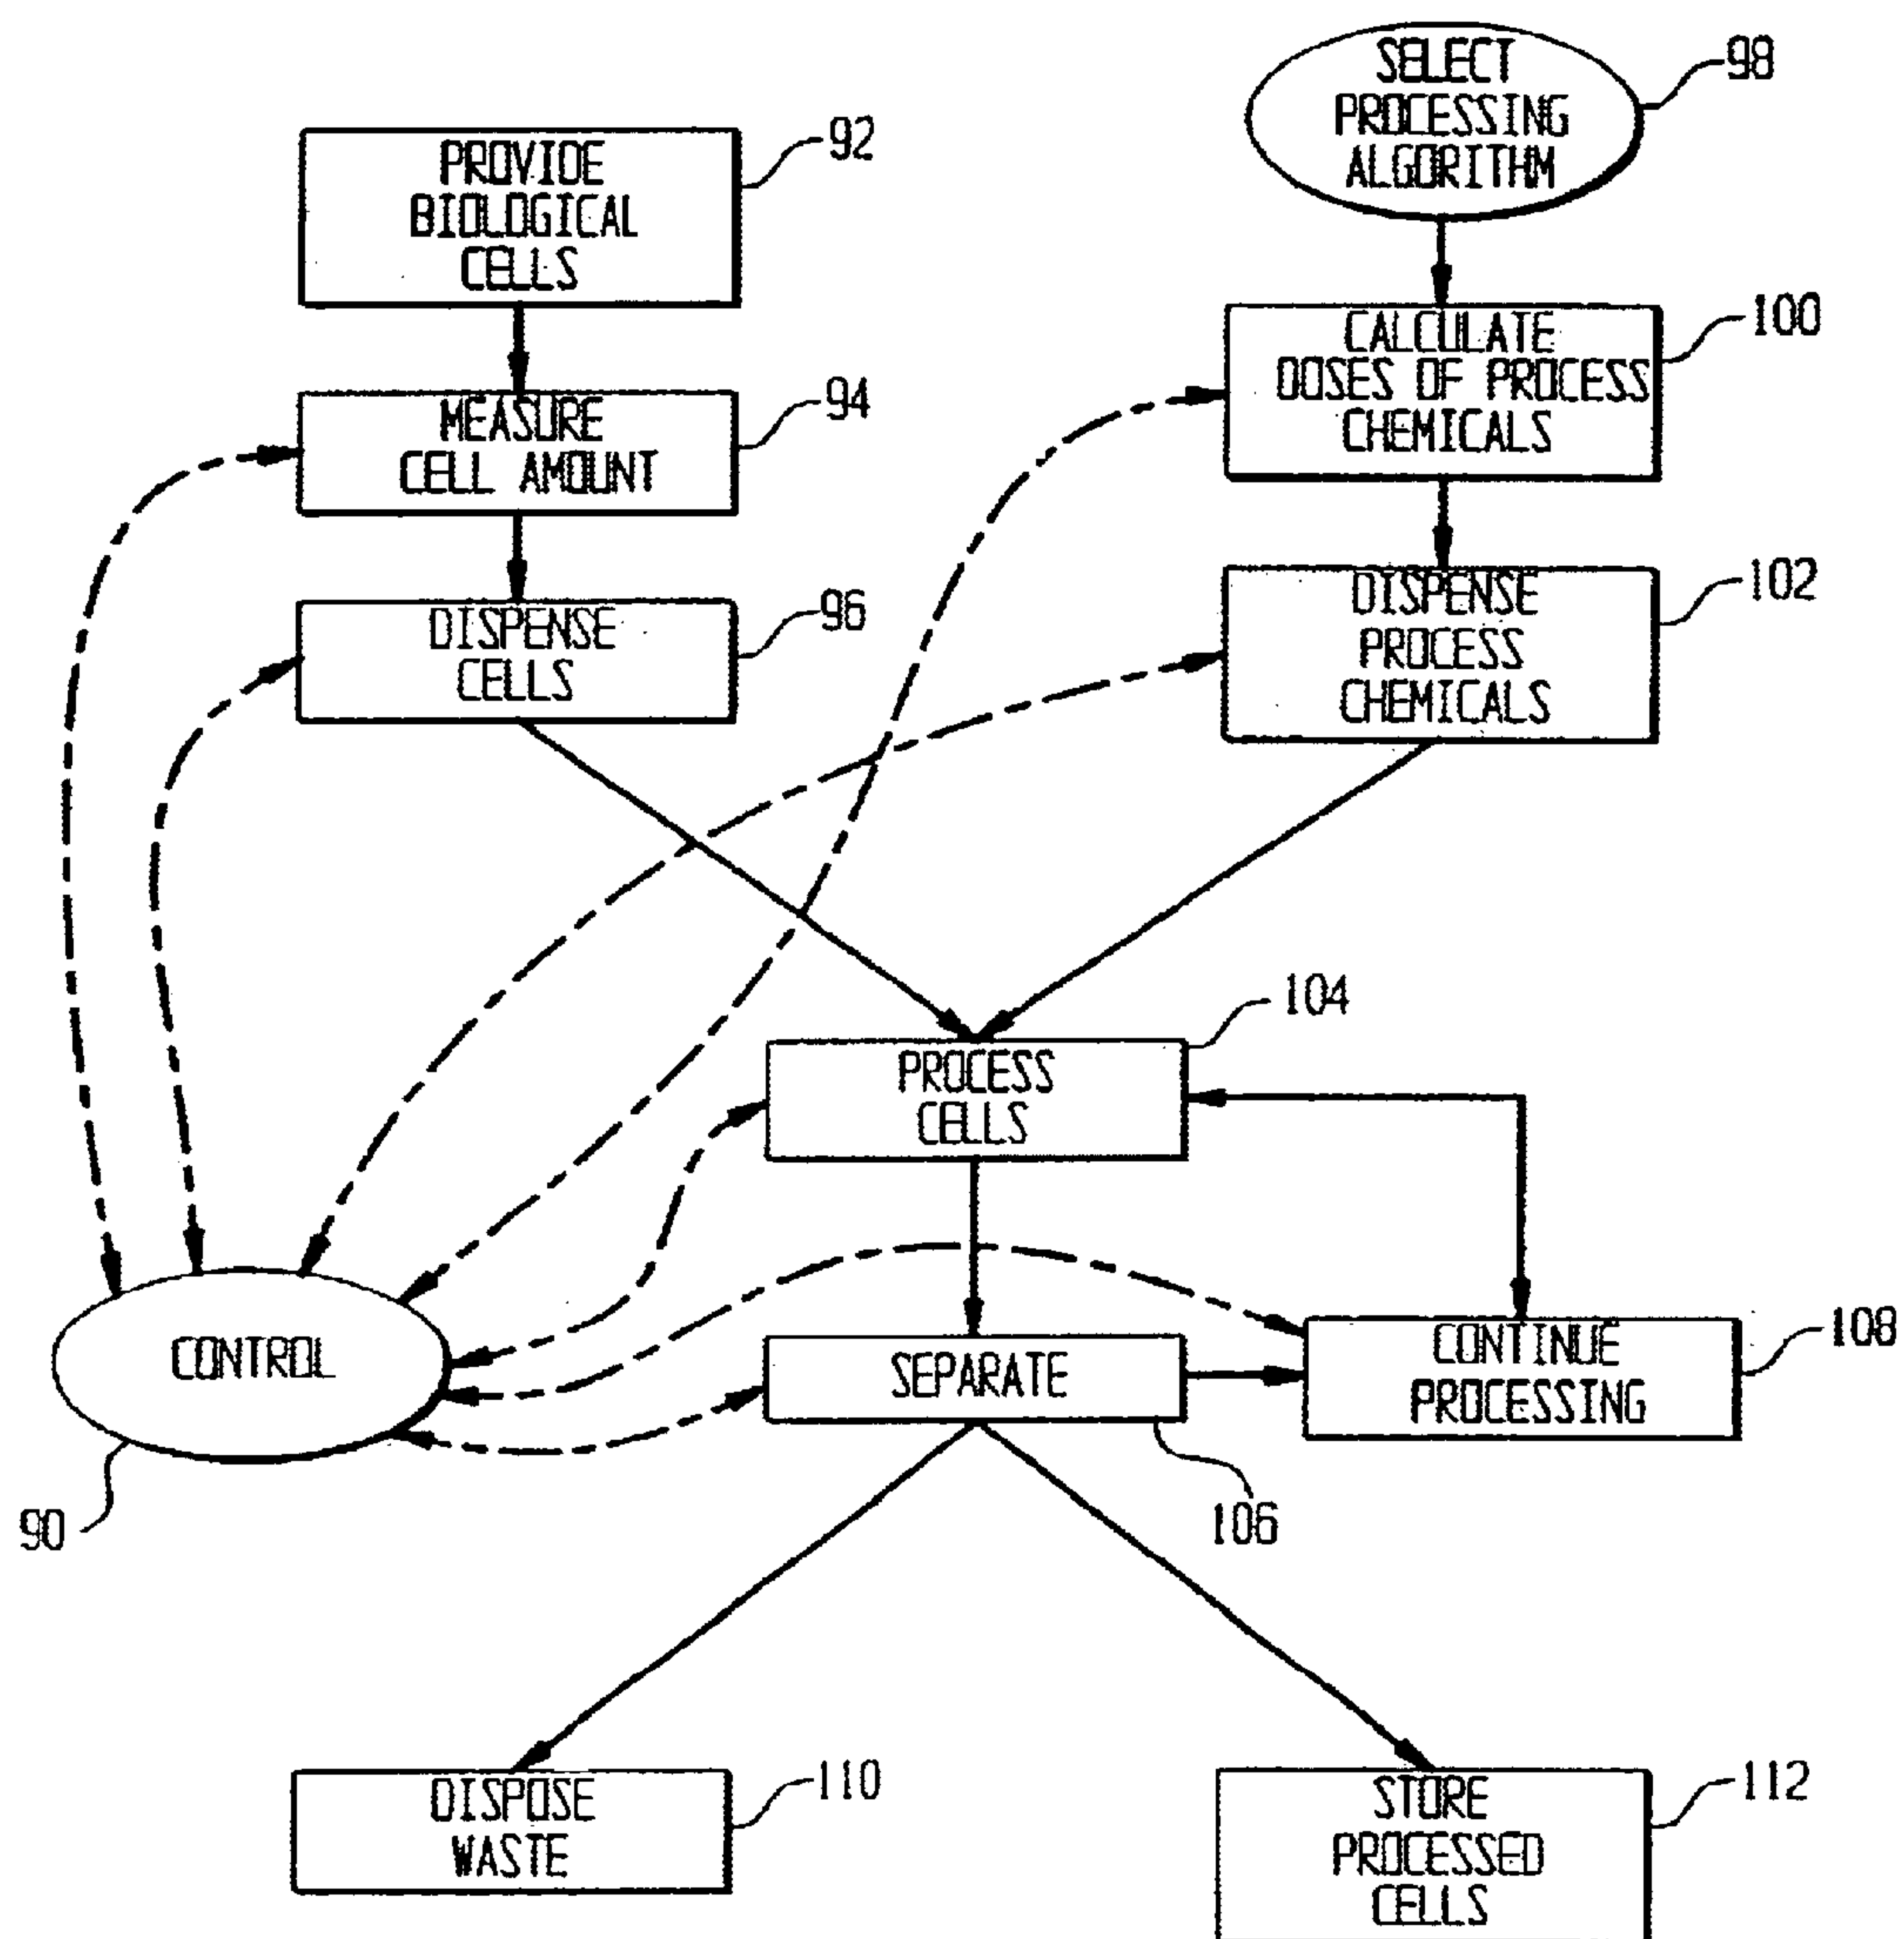 SELECT
PROCESSING
ALGORITHM
98
PROVIDE
BIOLOGICAL
CELLS
92
CALCULATE
DOSES OF PROCESS
CHEMICALS
100
MEASURE
CELL AMOUNT
94
DISPENSE
CELLS
96
DISPENSE
PROCESS
CHEMICALS
102
PROCESS
CELLS
104
CONTROL
90
SEPARATE
106
CONTINUE
PROCESSING
108
DISPOSE
WASTE
110
STORE
PROCESSED
CELLS
112